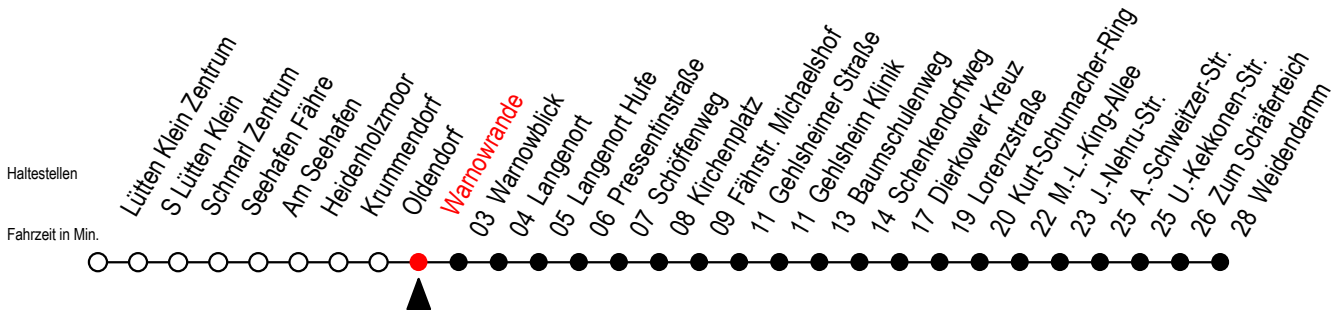 Haltestellen
Fahrzeit in Min.
Lütten Klein Zentrum
S Lütten Klein
Schmarl Zentrum
Seehafen Fähre
Am Seehafen
Heidenholzmoor
Krummendorf
Oldendorf
Warnowrande
03 Warnowblick
04 Langenort
05 Langenort Hufe
06 Pressentinstraße
07 Schöffenweg
08 Kirchenplatz
09 Fährstr. Michaelshof
11 Gehlsheimer Straße
11 Gehlsheim Klinik
13 Baumschulenweg
14 Schenkendorfweg
17 Dierkower Kreuz
19 Lorenzstraße
20 Kurt-Schumacher-Ring
22 M.-L.-King-Allee
23 J.-Nehru-Str.
25 A.-Schweitzer-Str.
25 U.-Kekkonen-Str.
26 Zum Schäferteich
28 Weidendamm